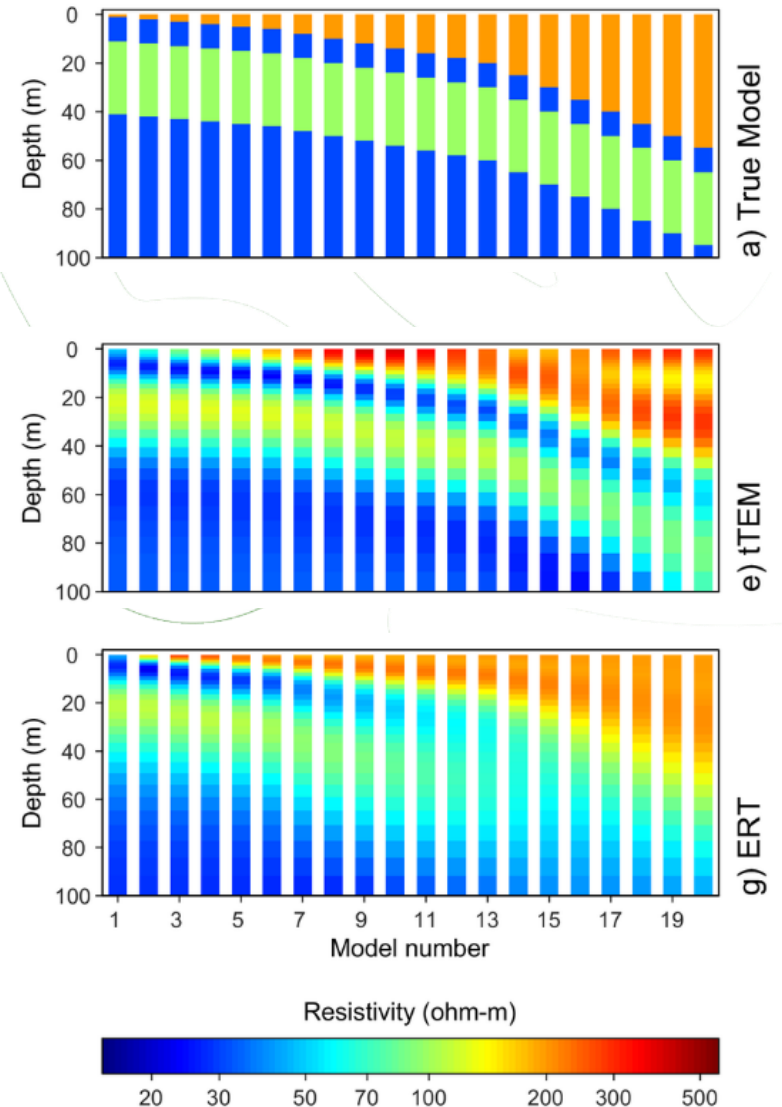 0
20
40
60
80
100
Depth (m)
a) True Model
0
20
40
60
80
100
Depth (m)
e) tTEM
0
20
40
60
80
100
Depth (m)
g) ERT
1 3 5 7 9 11 13 15 17 19
Model number
Resistivity (ohm-m)
20 30 50 70 100 200 300 500